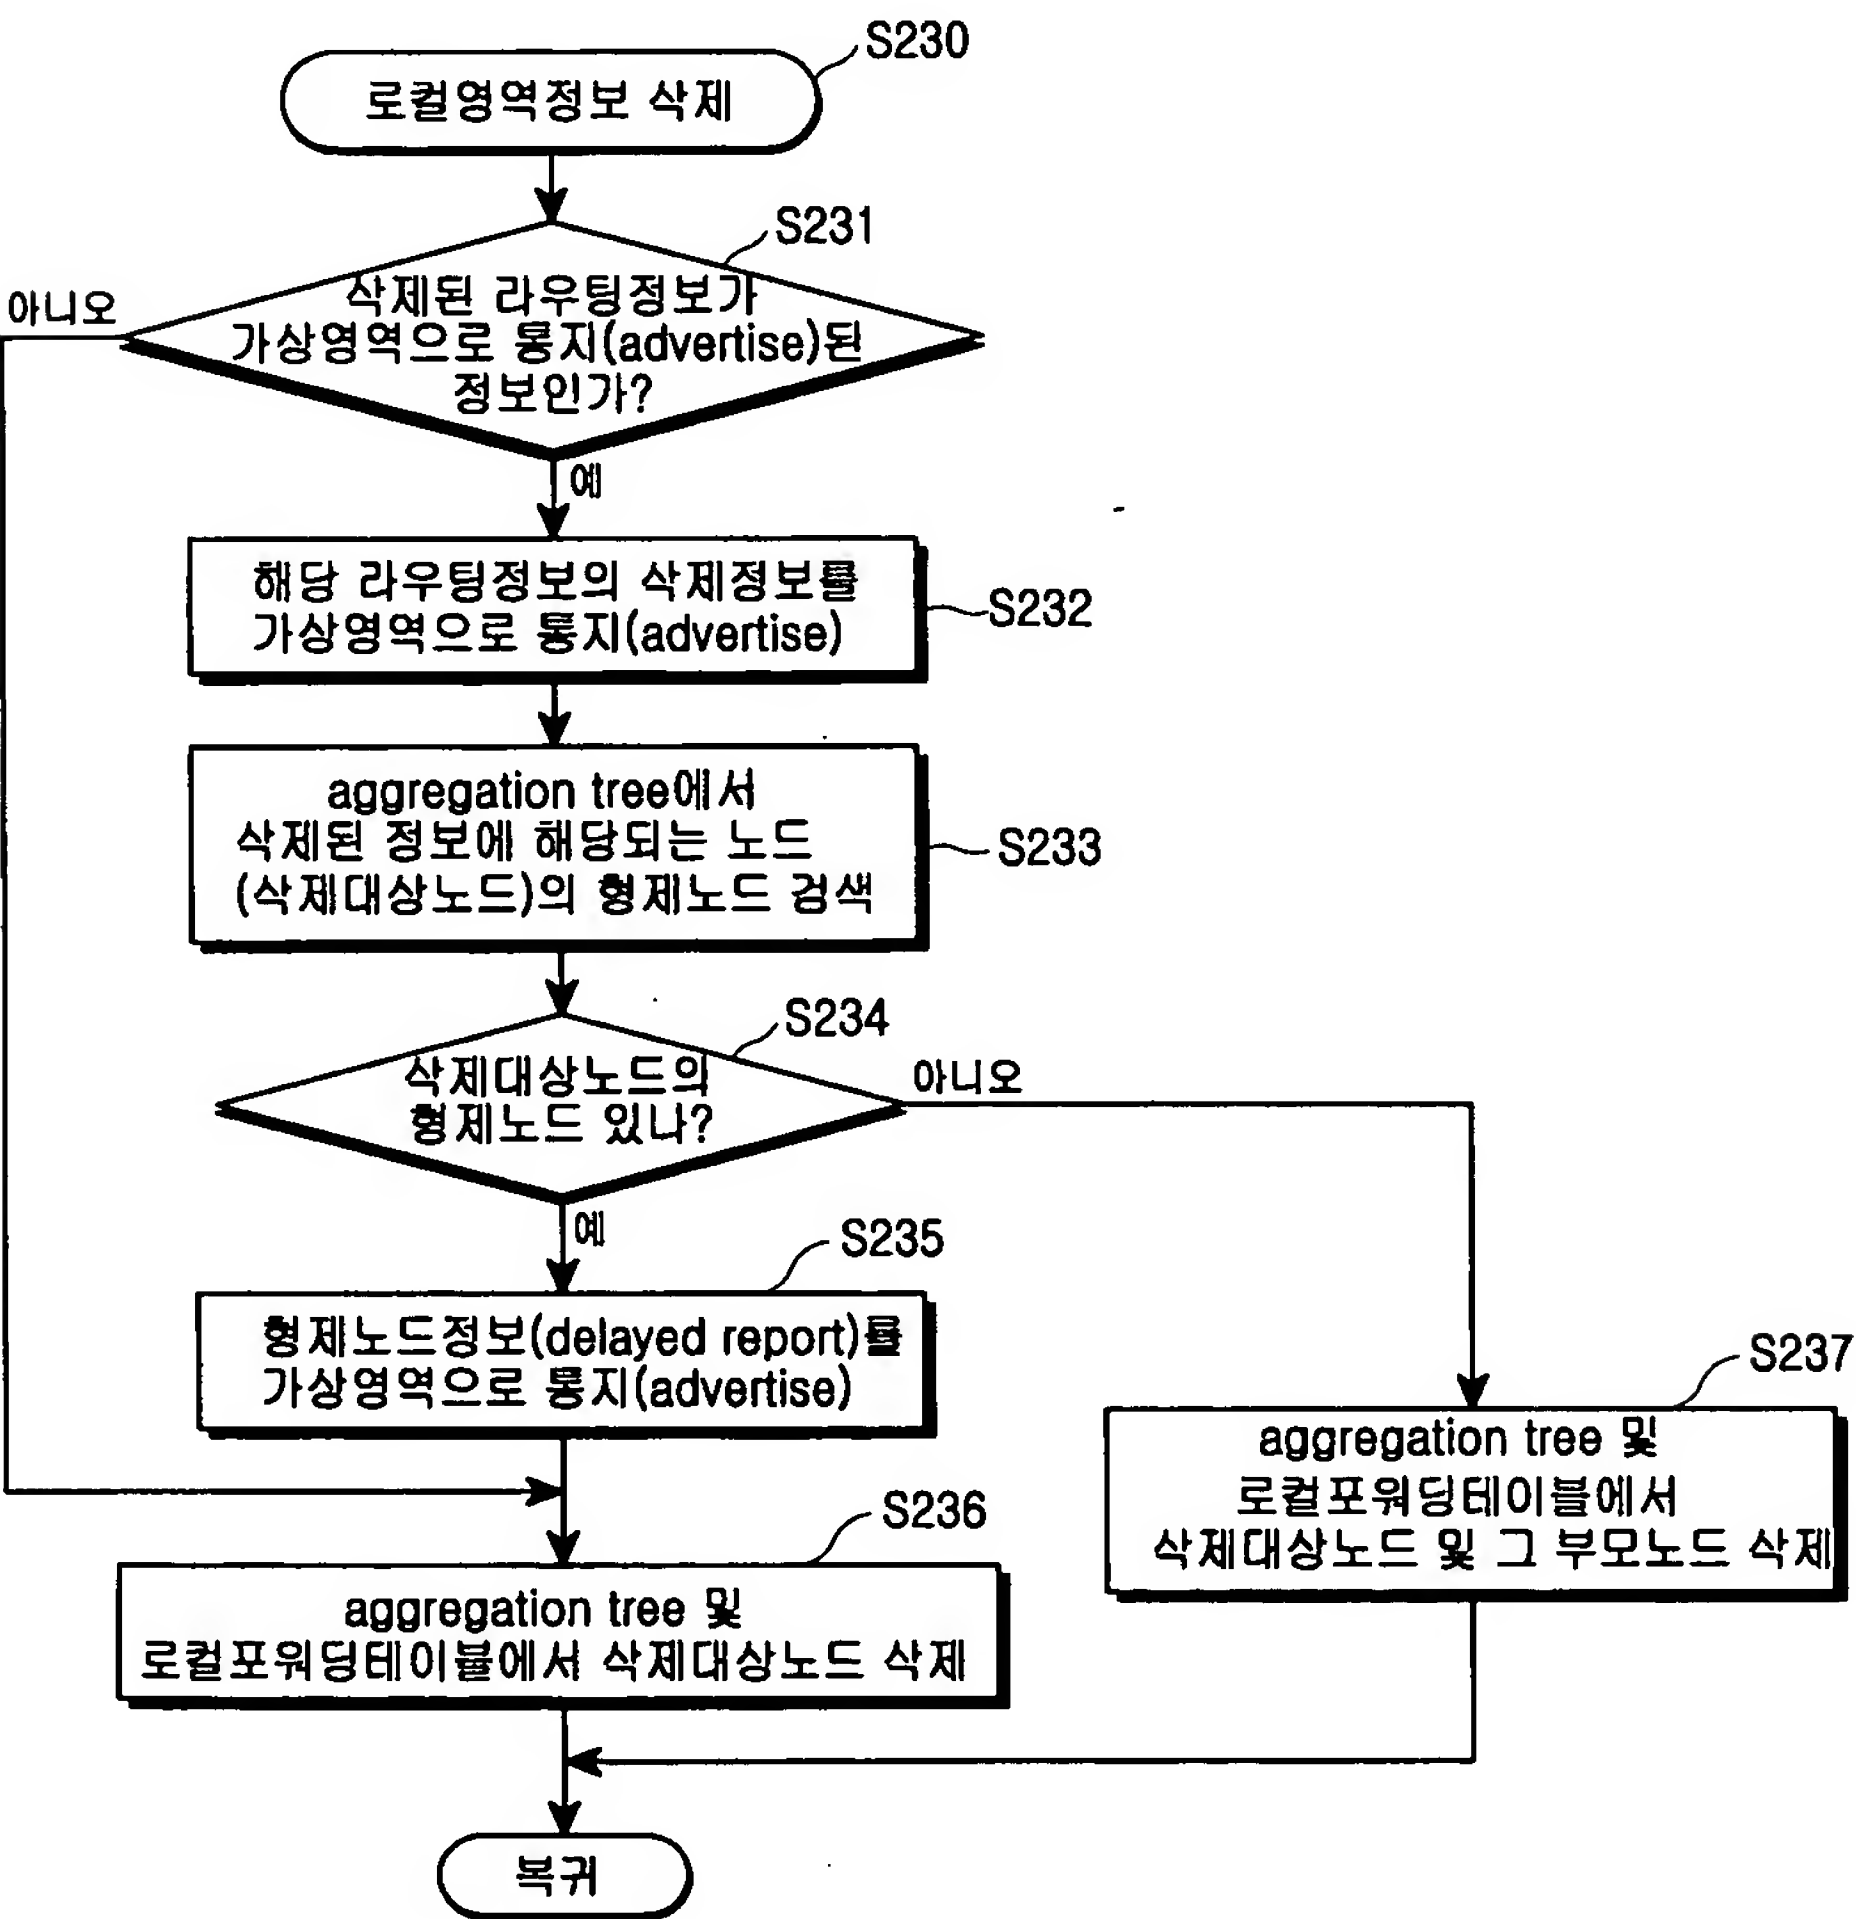 S230
로컬영역정보 삭제
S231
삭제된 라우팅정보가
가상영역으로 통지(advertise)된
정보인가?
아니오
예
해당 라우팅정보의 삭제정보를
가상영역으로 통지(advertise)
S232
aggregation tree에서
삭제된 정보에 해당되는 노드
(삭제대상노드)의 형제노드 검색
S233
S234
삭제대상노드의
형제노드 있나?
아니오
예
S235
형제노드정보(delayed report)를
가상영역으로 통지(advertise)
S237
aggregation tree 및
로컬포워딩테이블에서
삭제대상노드 및 그 부모노드 삭제
S236
aggregation tree 및
로컬포워딩테이블에서 삭제대상노드 삭제
복귀